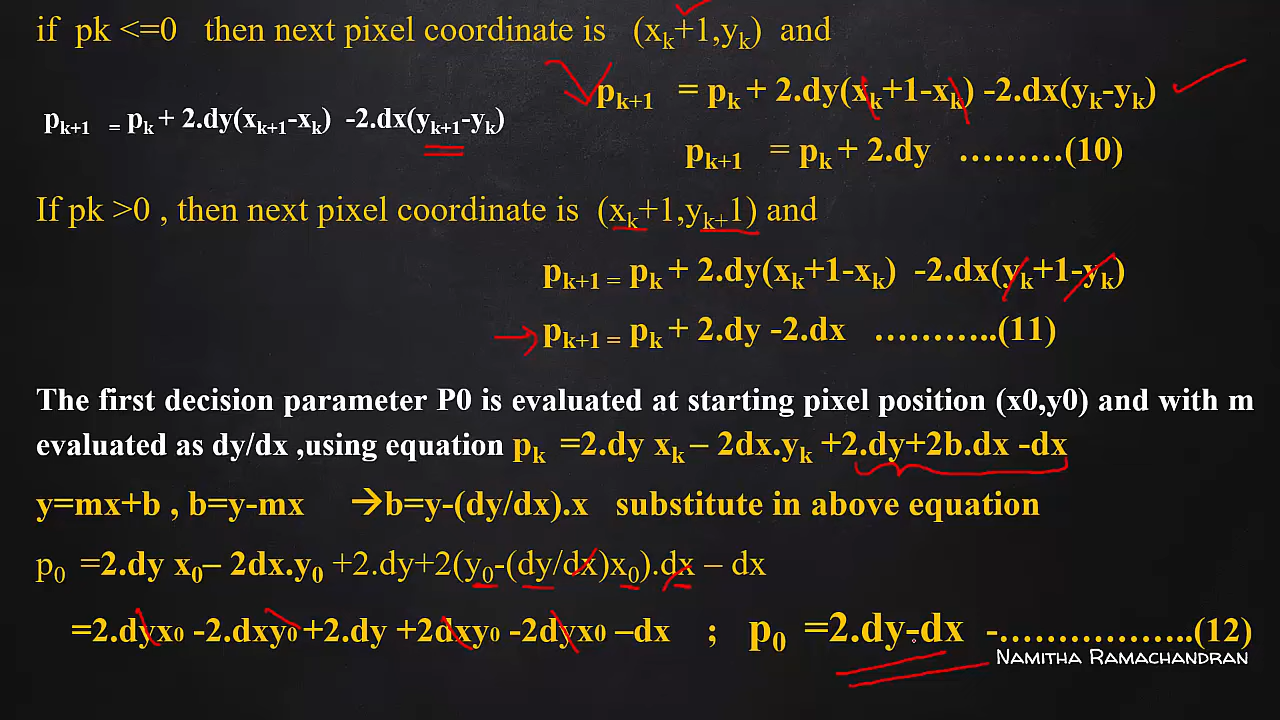 if pk <=0 then next pixel coordinate is (xk+1,yk) and
pk+1 = pk + 2.dy(xk+1-xk) -2.dx(yk-yk)
pk+1 = pk + 2.dy(xk+1-xk) -2.dx(yk+1-yk)
pk+1 = pk + 2.dy ………(10)
If pk >0 , then next pixel coordinate is (xk+1,yk+1) and
pk+1 = pk + 2.dy(xk+1-xk) -2.dx(yk+1-yk)
pk+1 = pk + 2.dy -2.dx ………..(11)
The first decision parameter P0 is evaluated at starting pixel position (x0,y0) and with m
evaluated as dy/dx ,using equation pk =2.dy xk – 2dx.yk +2.dy+2b.dx -dx
y=mx+b , b=y-mx →b=y-(dy/dx).x substitute in above equation
p0 =2.dy x0– 2dx.y0 +2.dy+2(y0-(dy/dx)x0).dx – dx
=2.dyx0 -2.dxy0 +2.dy +2dxy0 -2dyx0 –dx ; p0 =2.dy-dx -……………..(12)
Namitha Ramachandran